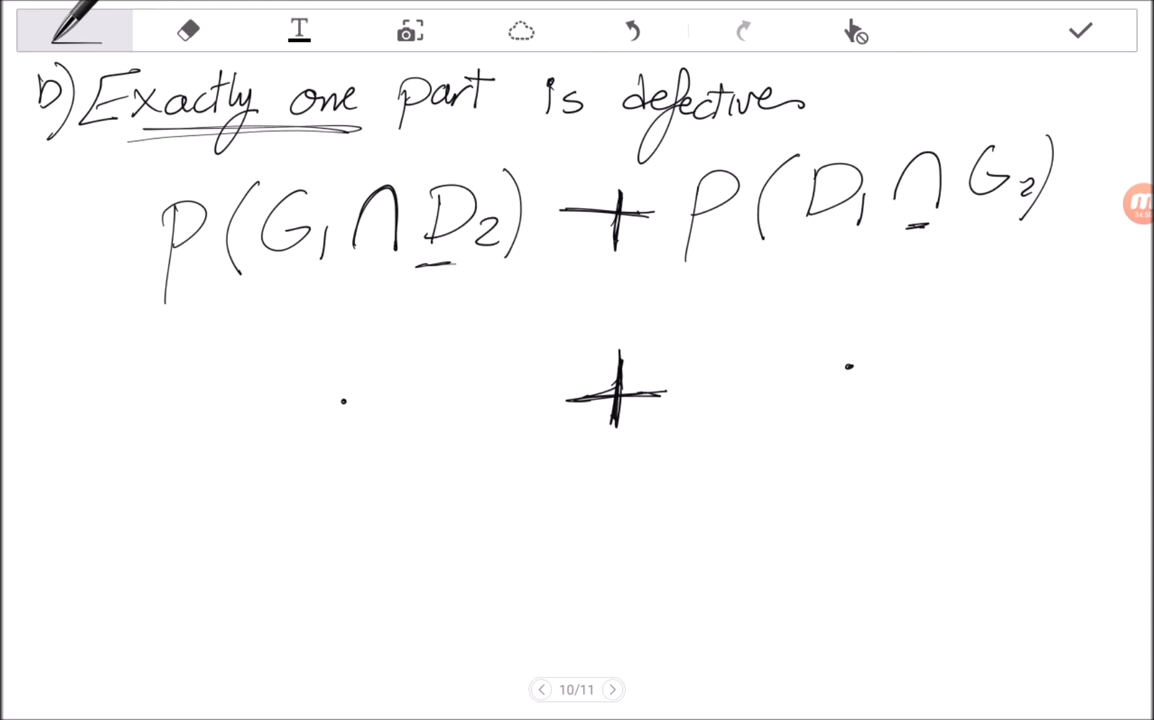 T
b) Exactly one part is defective
P(G₁ ∩ D₂) + P(D₁ ∩ G₂)
+
10/11